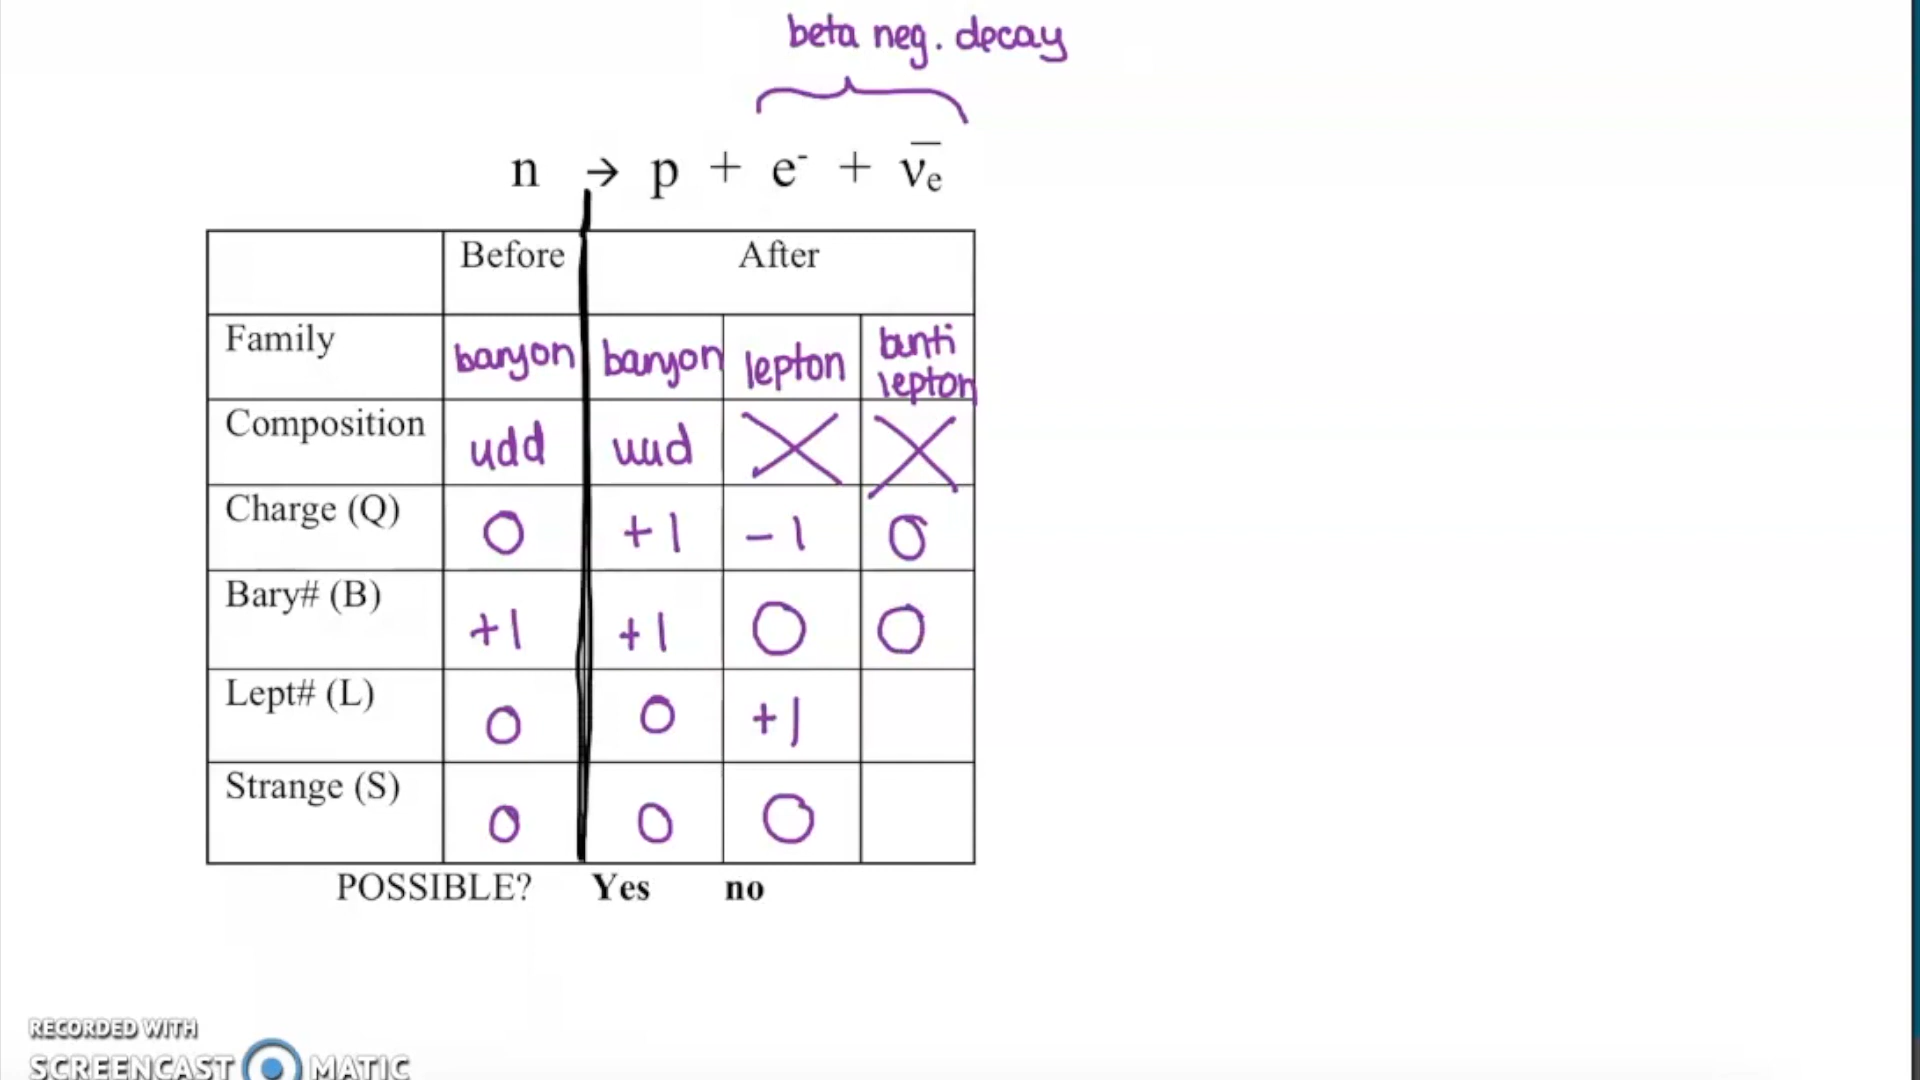 beta neg. decay
n → p + e⁻ + ν̅ₑ
Before After
Family baryon baryon lepton anti lepton
Composition udd uud X X
Charge (Q) 0 +1 -1 0
Bary# (B) +1 +1 0 0
Lept# (L) 0 0 +1
Strange (S) 0 0 0
POSSIBLE? Yes no
RECORDED WITH
SCREENCAST MATIC